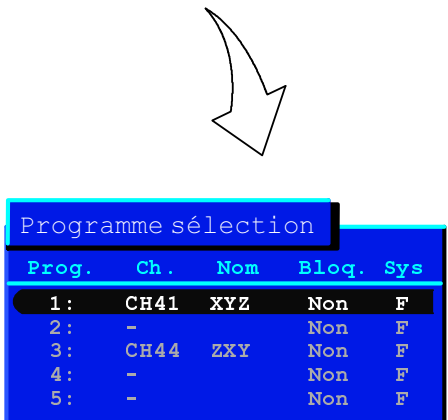 Programme sélection
Prog. Ch. Nom Bloq. Sys
1: CH41 XYZ Non F
2: - Non F
3: CH44 ZXY Non F
4: - Non F
5: - Non F